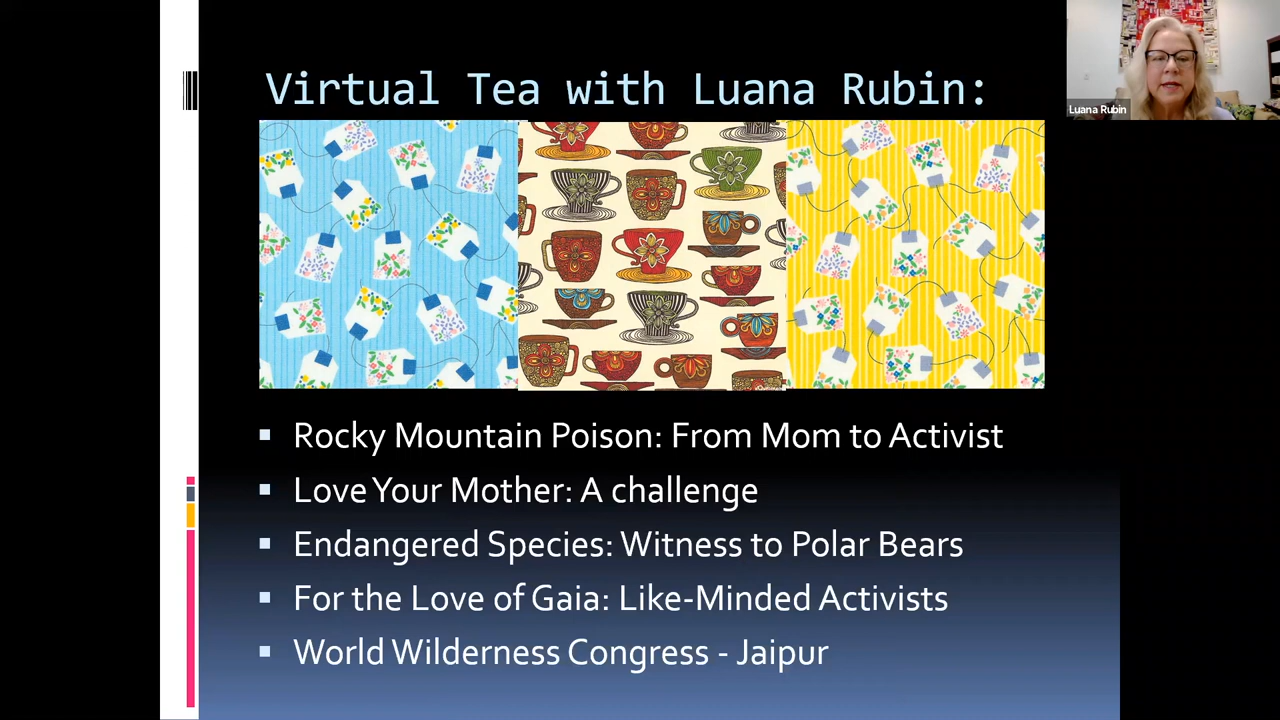 Virtual Tea with Luana Rubin:
Luana Rubin
Rocky Mountain Poison: From Mom to Activist
Love Your Mother: A challenge
Endangered Species: Witness to Polar Bears
For the Love of Gaia: Like-Minded Activists
World Wilderness Congress - Jaipur